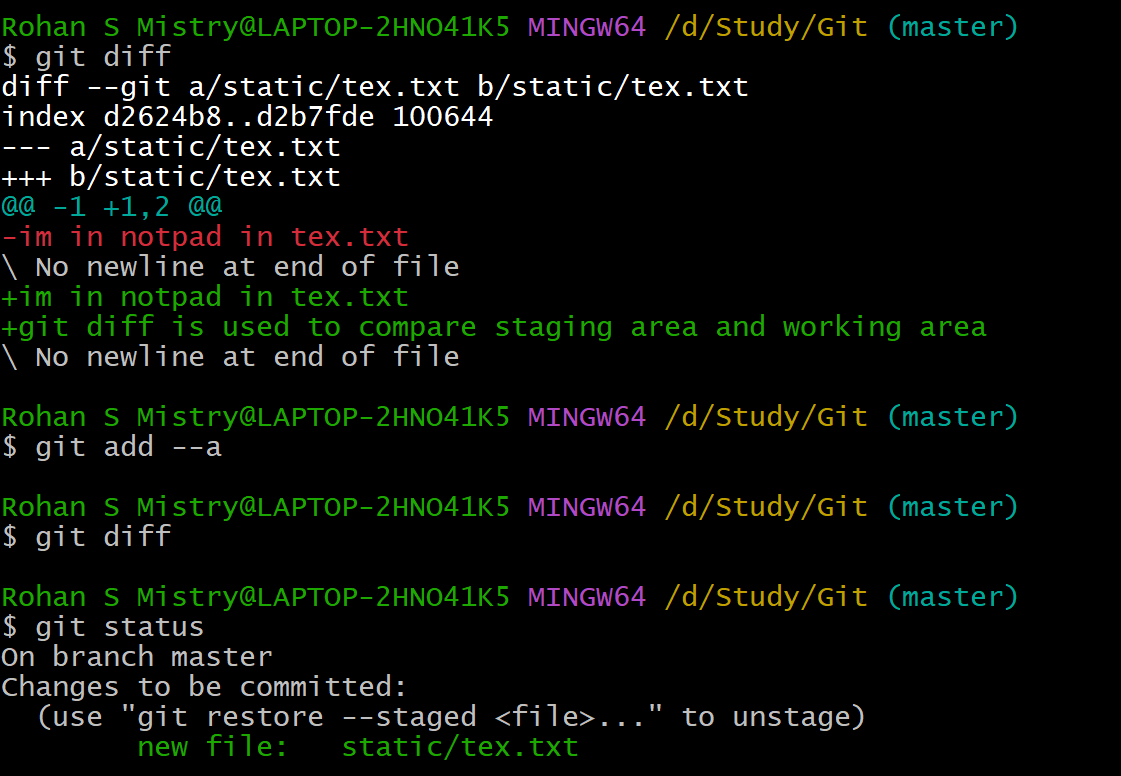 Rohan S Mistry@LAPTOP-2HNO41K5 MINGW64 /d/Study/Git (master)
$ git diff
diff --git a/static/tex.txt b/static/tex.txt
index d2624b8..d2b7fde 100644
--- a/static/tex.txt
+++ b/static/tex.txt
@@ -1 +1,2 @@
-im in notpad in tex.txt
\ No newline at end of file
+im in notpad in tex.txt
+git diff is used to compare staging area and working area
\ No newline at end of file
Rohan S Mistry@LAPTOP-2HNO41K5 MINGW64 /d/Study/Git (master)
$ git add --a
Rohan S Mistry@LAPTOP-2HNO41K5 MINGW64 /d/Study/Git (master)
$ git diff
Rohan S Mistry@LAPTOP-2HNO41K5 MINGW64 /d/Study/Git (master)
$ git status
On branch master
Changes to be committed:
  (use "git restore --staged <file>..." to unstage)
        new file:   static/tex.txt